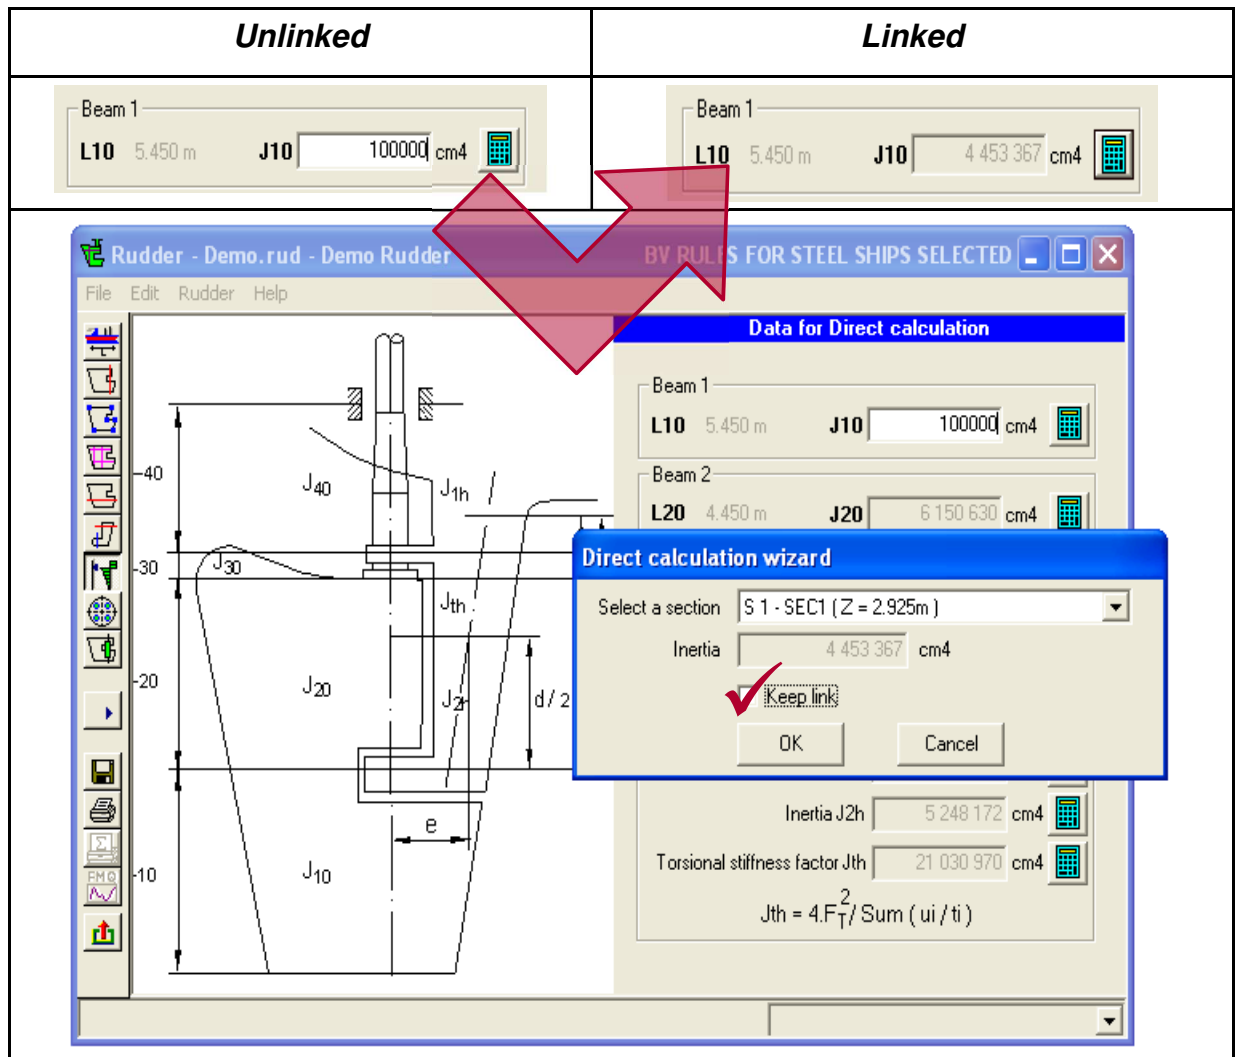 Unlinked
Linked
Beam 1
L10 5.450 m J10 100000 cm4
Beam 1
L10 5.450 m J10 4 453 367 cm4
Rudder - Demo.rud - Demo Rudder BV RULES FOR STEEL SHIPS SELECTED
File Edit Rudder Help
Data for Direct calculation
Beam 1
L10 5.450 m J10 100000 cm4
Beam 2
L20 4.450 m J20 6 150 630 cm4
Direct calculation wizard
Select a section S 1 - SEC1 ( Z = 2.925m )
Inertia 4 453 367 cm4
Keep link
OK Cancel
Inertia J2h 5 248 172 cm4
Torsional stiffness factor Jth 21 030 970 cm4
Jth = 4.F²T / Sum ( ui / ti )
-40
J40
J1h
-30
J30
Jth
-20
J20
d / 2
e
-10
J10
FMQ